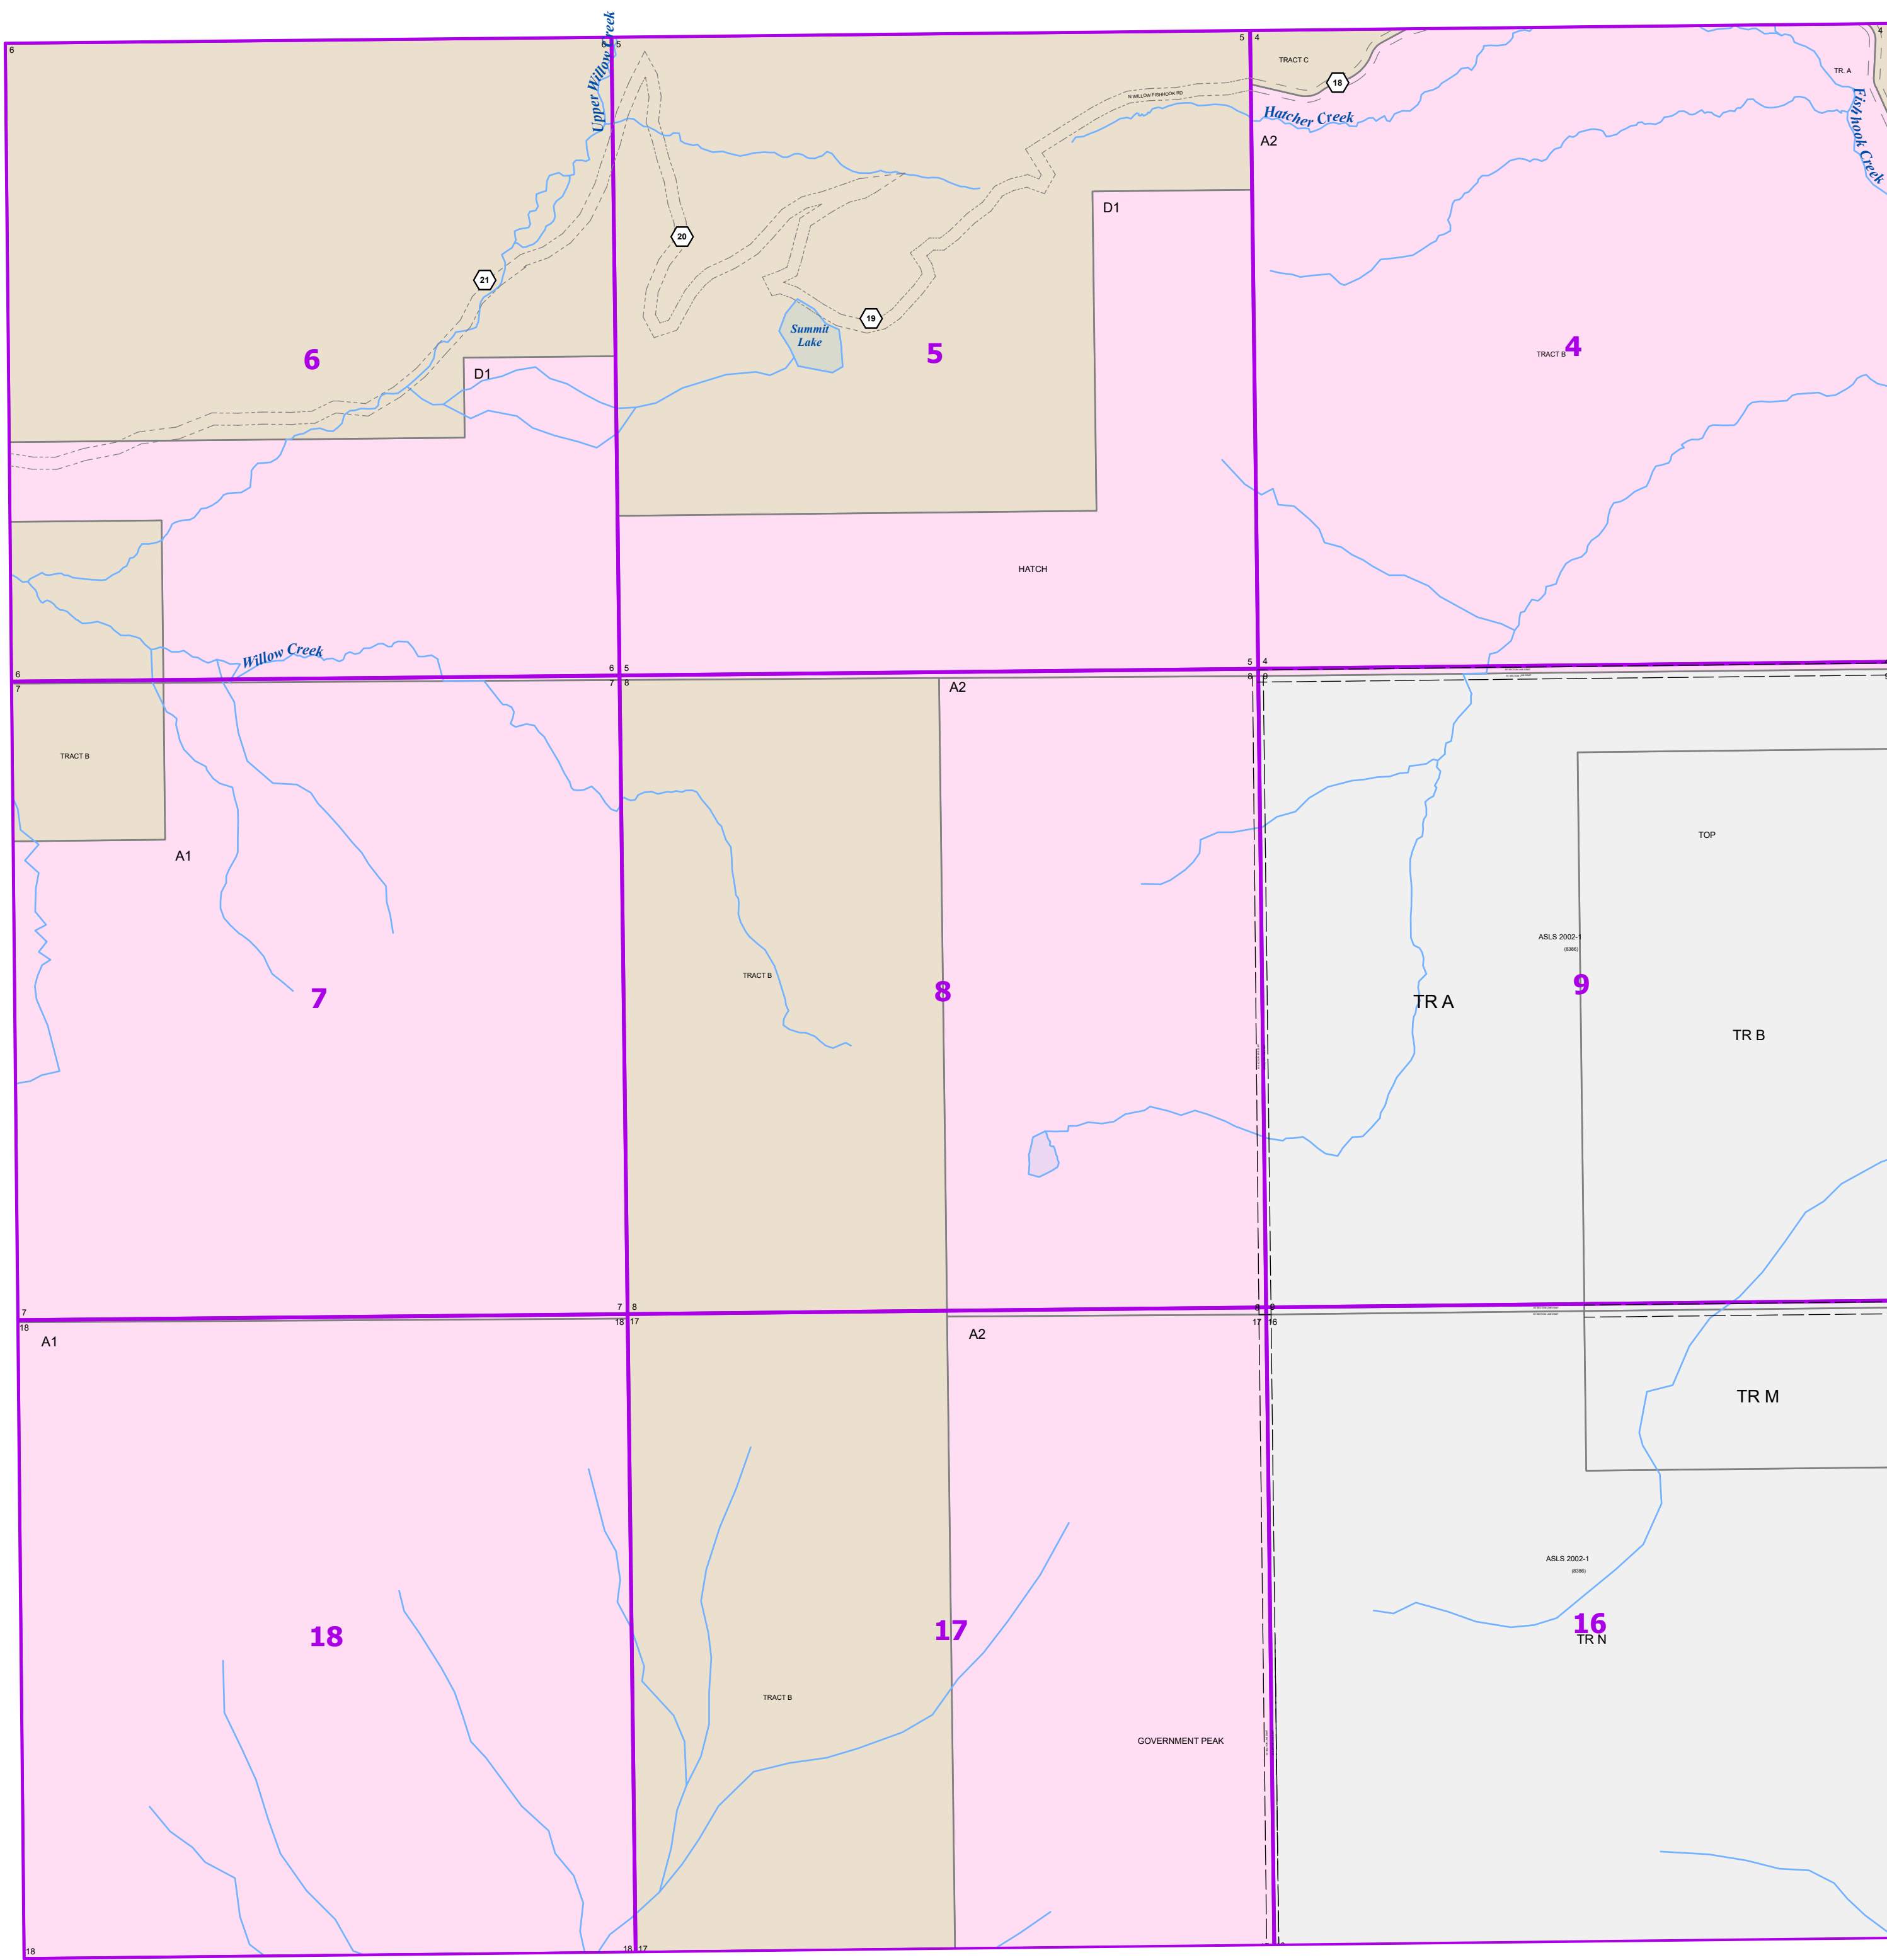 6
6
5
5
4
4
Upper Willow Creek
TRACT C
18
N WILLOW FISHHOOK RD
TR. A
Hatcher Creek
Fishhook Creek
A2
D1
20
21
19
Summit
Lake
6
5
4
TRACT B
D1
HATCH
Willow Creek
6
6
5
5
4
7
7
8
8
9
9
A2
TRACT B
TOP
A1
ASLS 2002-1
(8386)
TRACT B
7
8
9
TR A
TR B
7
7
8
8
9
18
18
17
17
16
A1
A2
TR M
ASLS 2002-1
(8386)
18
17
16
TR N
TRACT B
GOVERNMENT PEAK
18
18
17